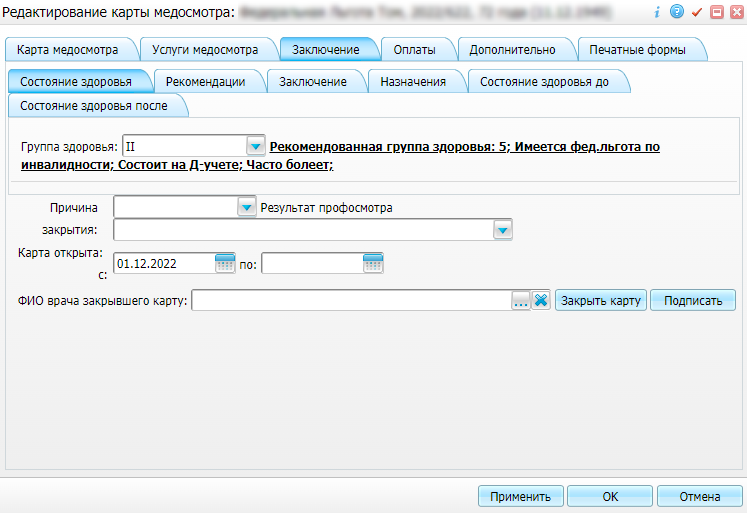 Редактирование карты медосмотра:
Карта медосмотра Услуги медосмотра Заключение Оплаты Дополнительно Печатные формы
Состояние здоровья Рекомендации Заключение Назначения Состояние здоровья до
Состояние здоровья после
Группа здоровья: II Рекомендованная группа здоровья: 5; Имеется фед.льгота по
инвалидности; Состоит на Д-учете; Часто болеет;
Причина Результат профосмотра
закрытия:
Карта открыта:
с: 01.12.2022 по:
ФИО врача закрывшего карту: ... Закрыть карту Подписать
Применить OK Отмена